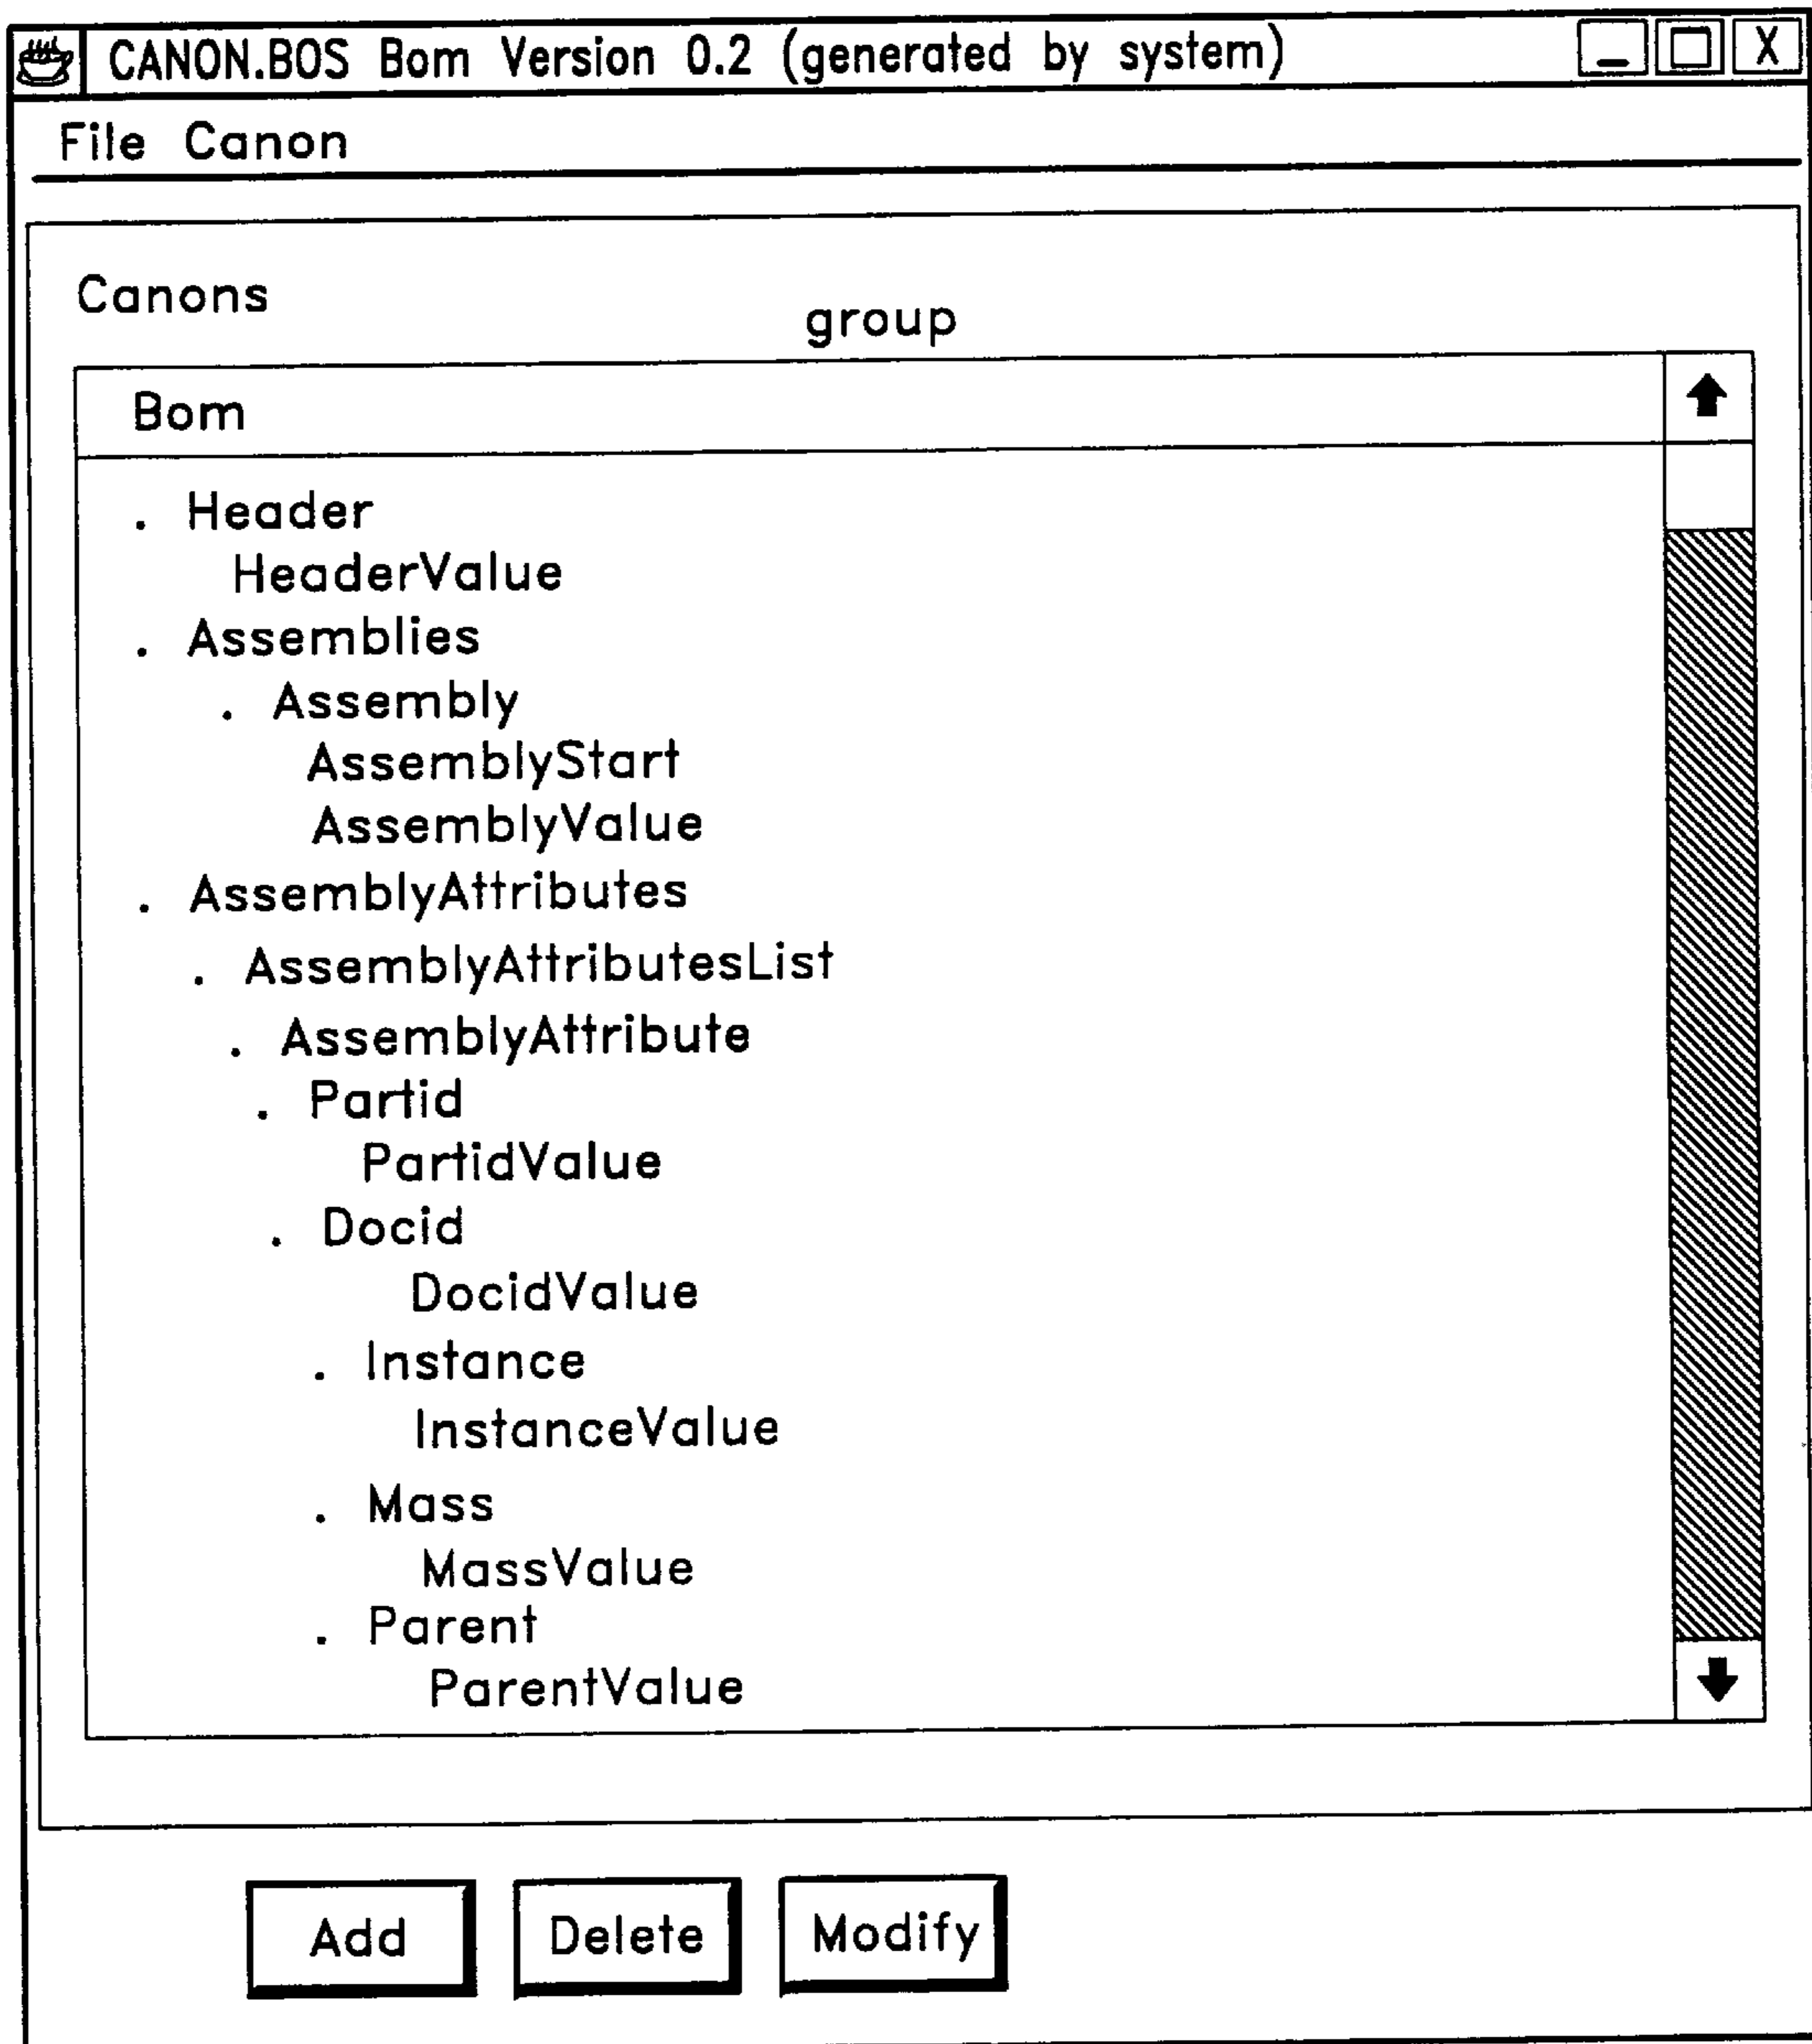 CANON.BOS Bom Version 0.2 (generated by system) X
File Canon
Canons
group
Bom
. Header
HeaderValue
. Assemblies
. Assembly
AssemblyStart
AssemblyValue
. AssemblyAttributes
. AssemblyAttributesList
. AssemblyAttribute
. Partid
PartidValue
. Docid
DocidValue
. Instance
InstanceValue
. Mass
MassValue
. Parent
ParentValue
Add Delete Modify